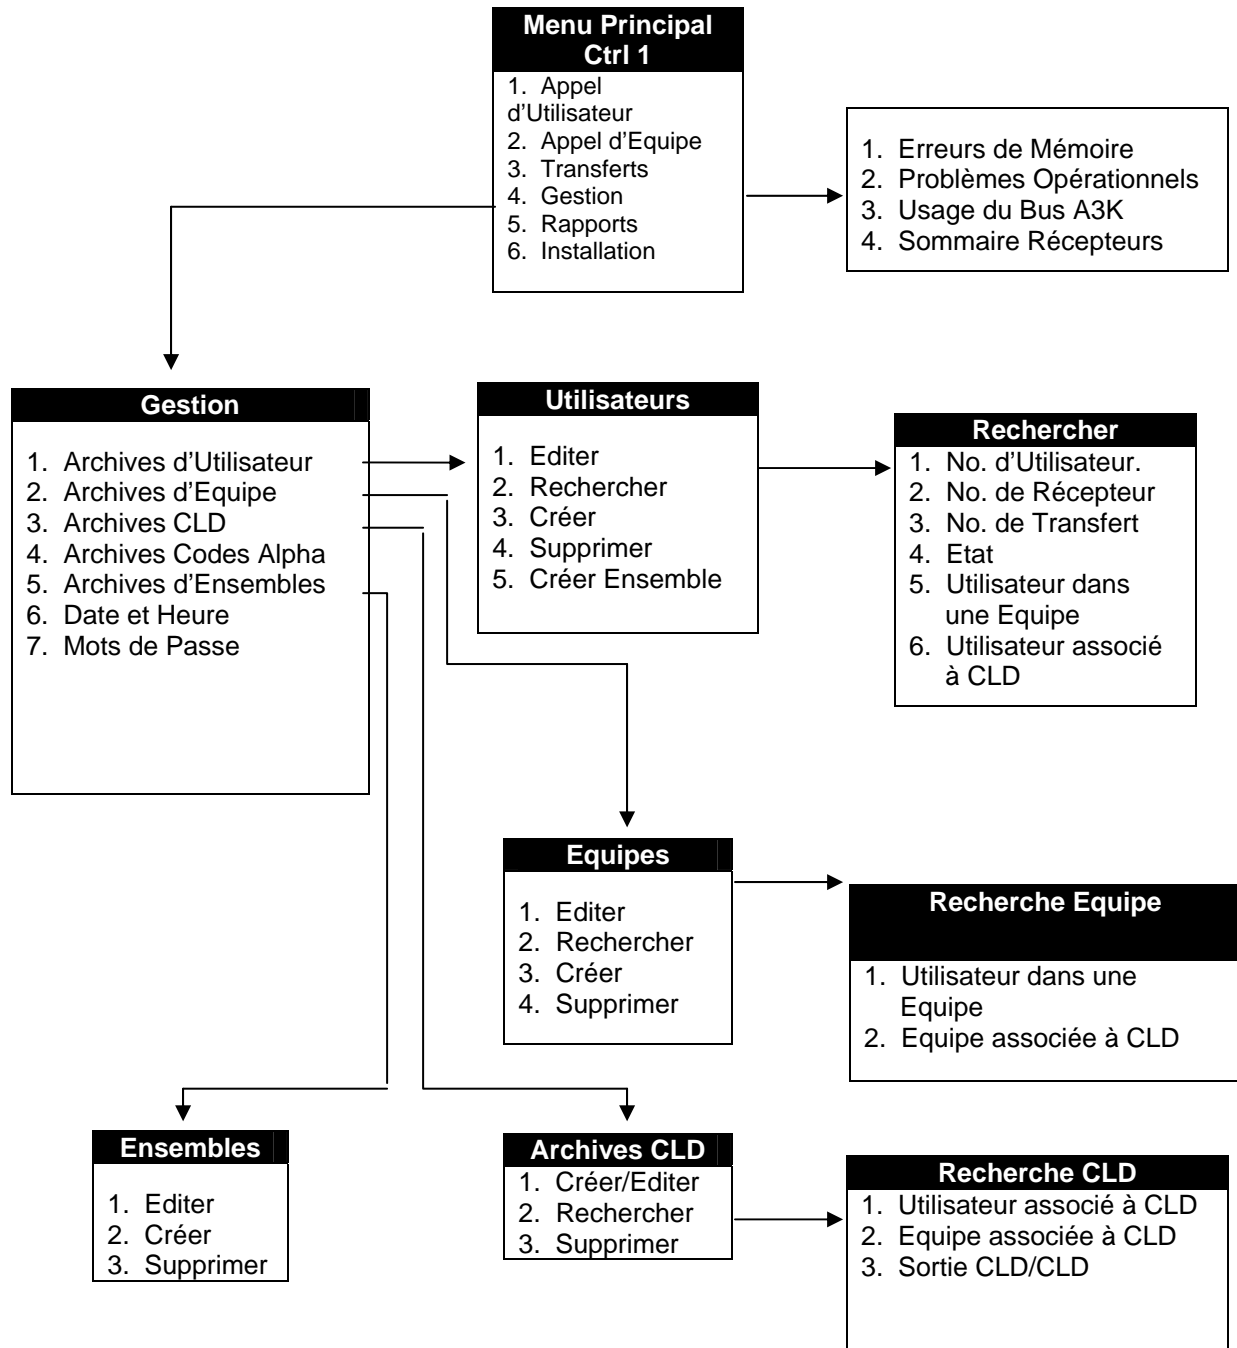 Menu Principal
Ctrl 1
1. Appel
d'Utilisateur
2. Appel d'Equipe
3. Transferts
4. Gestion
5. Rapports
6. Installation
1. Erreurs de Mémoire
2. Problèmes Opérationnels
3. Usage du Bus A3K
4. Sommaire Récepteurs
Gestion
1. Archives d'Utilisateur
2. Archives d'Equipe
3. Archives CLD
4. Archives Codes Alpha
5. Archives d'Ensembles
6. Date et Heure
7. Mots de Passe
Utilisateurs
1. Editer
2. Rechercher
3. Créer
4. Supprimer
5. Créer Ensemble
Rechercher
1. No. d'Utilisateur.
2. No. de Récepteur
3. No. de Transfert
4. Etat
5. Utilisateur dans
une Equipe
6. Utilisateur associé
à CLD
Equipes
1. Editer
2. Rechercher
3. Créer
4. Supprimer
Recherche Equipe
1. Utilisateur dans une
Equipe
2. Equipe associée à CLD
Ensembles
1. Editer
2. Créer
3. Supprimer
Archives CLD
1. Créer/Editer
2. Rechercher
3. Supprimer
Recherche CLD
1. Utilisateur associé à CLD
2. Equipe associée à CLD
3. Sortie CLD/CLD